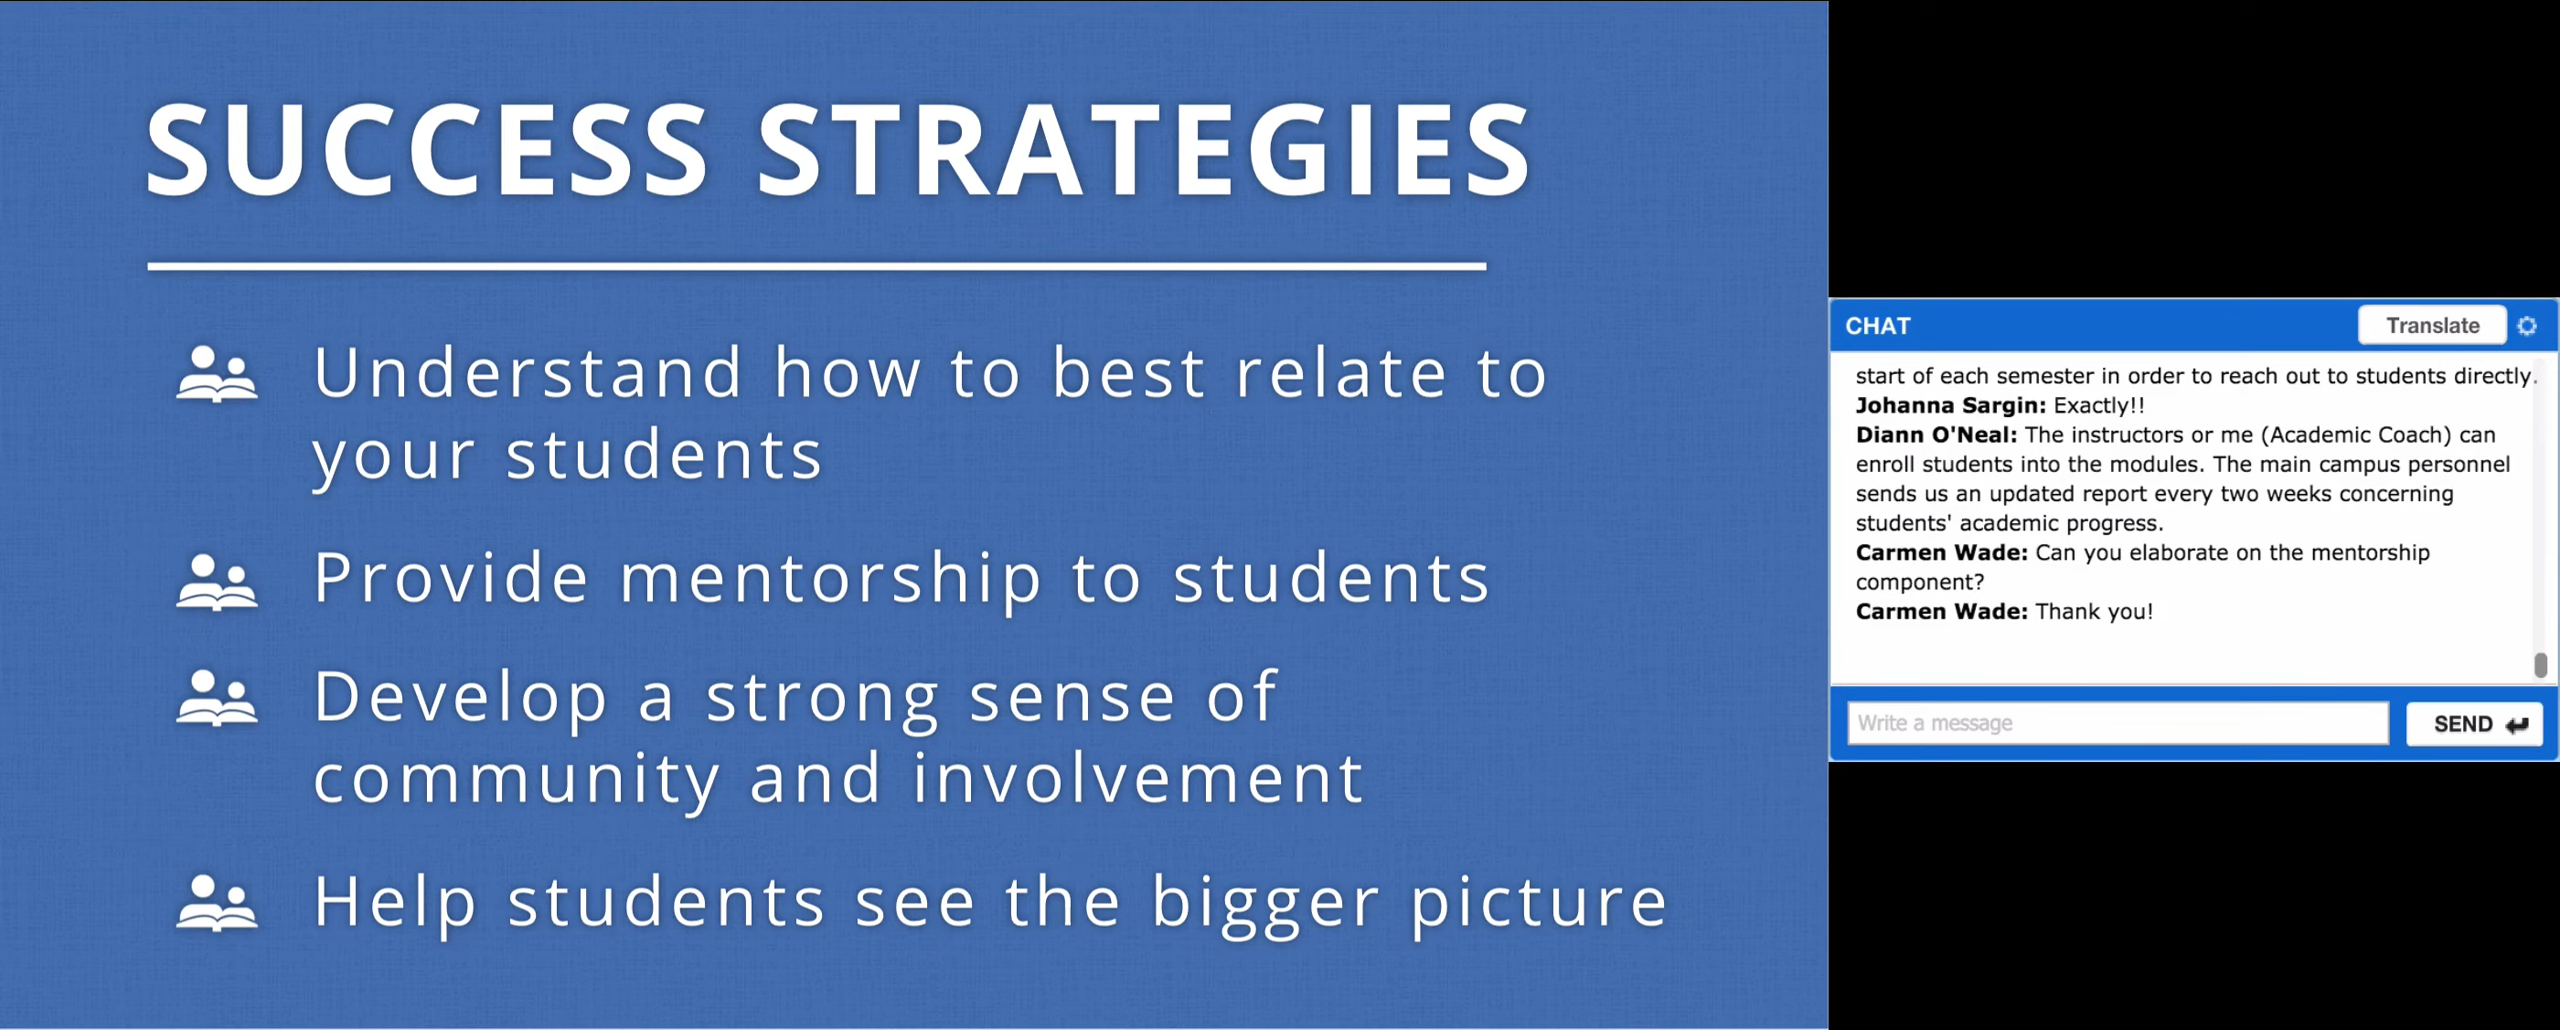 SUCCESS STRATEGIES
Understand how to best relate to
your students
Provide mentorship to students
Develop a strong sense of
community and involvement
Help students see the bigger picture
CHAT
Translate
start of each semester in order to reach out to students directly.
Johanna Sargin: Exactly!!
Diann O'Neal: The instructors or me (Academic Coach) can
enroll students into the modules. The main campus personnel
sends us an updated report every two weeks concerning
students' academic progress.
Carmen Wade: Can you elaborate on the mentorship
component?
Carmen Wade: Thank you!
Write a message
SEND